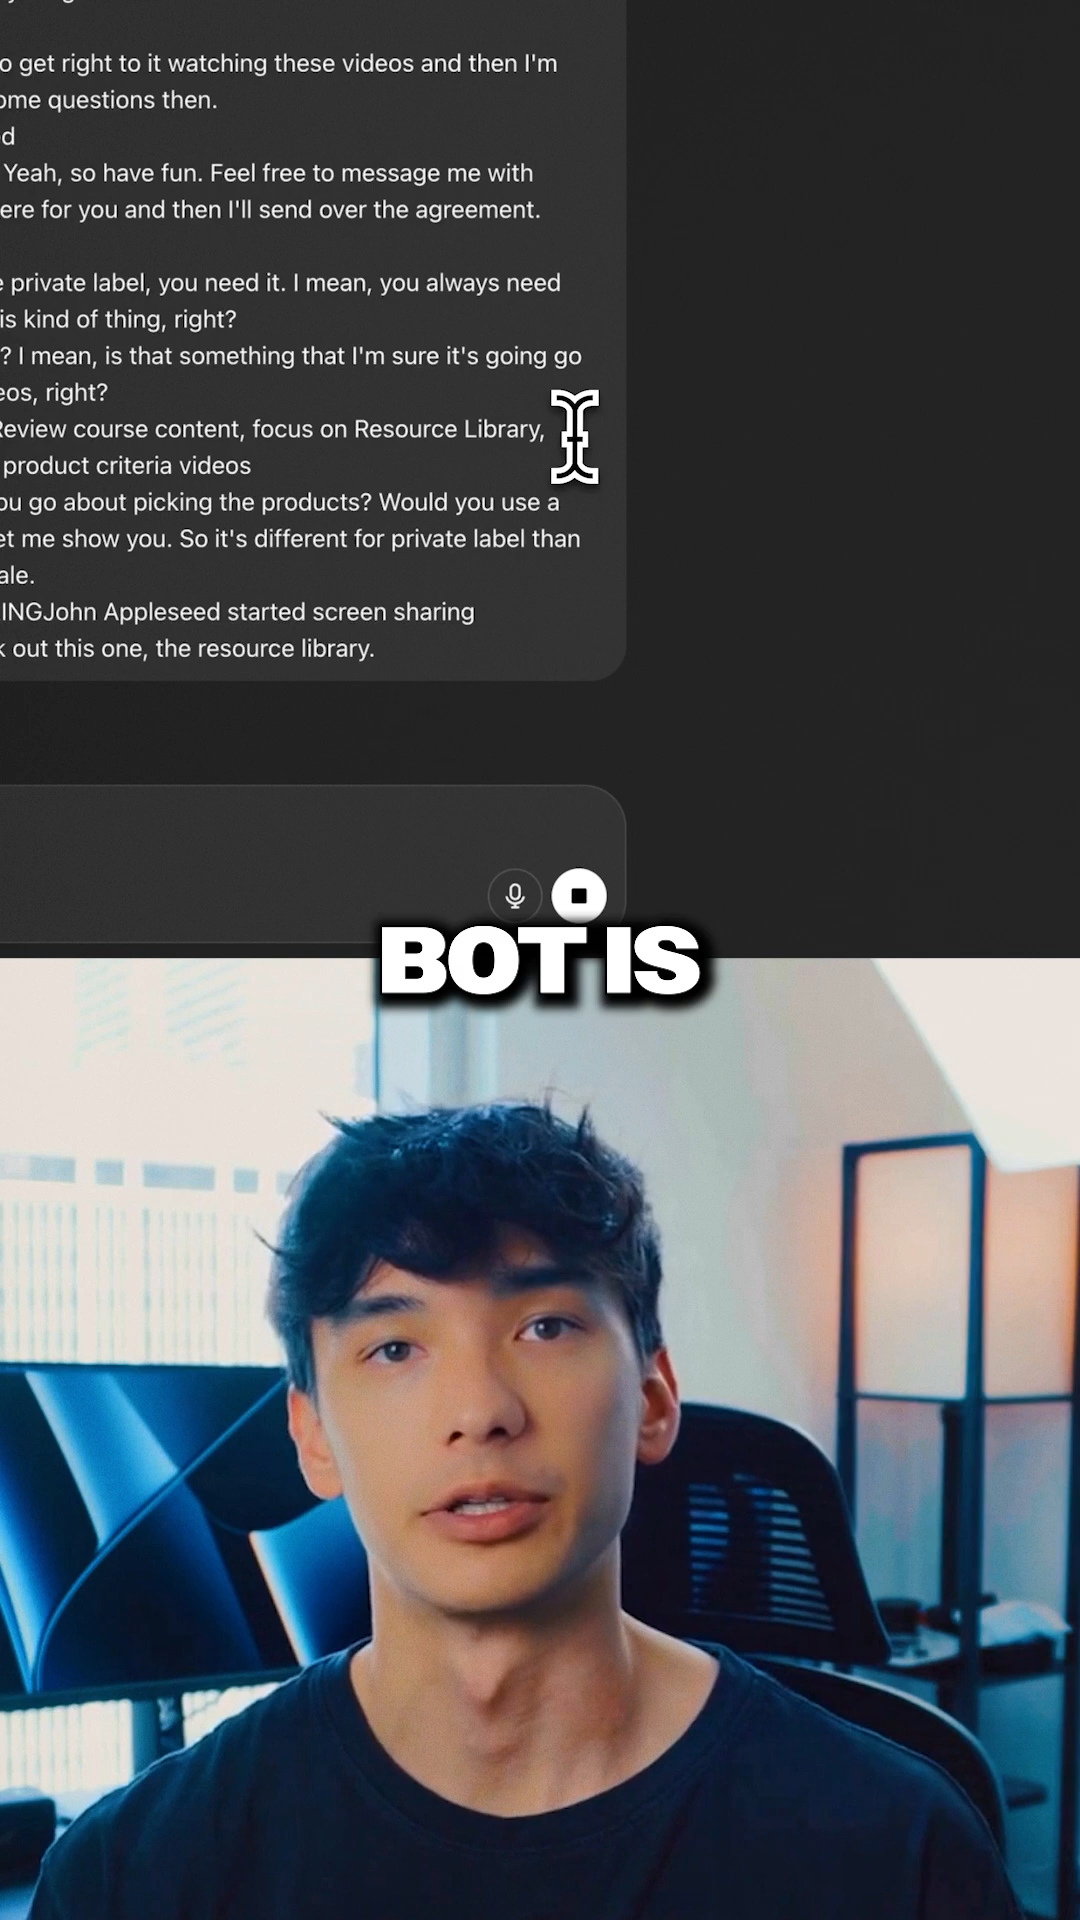 o get right to it watching these videos and then I'm
ome questions then.
d
Yeah, so have fun. Feel free to message me with
ere for you and then I'll send over the agreement.
e private label, you need it. I mean, you always need
is kind of thing, right?
? I mean, is that something that I'm sure it's going go
eos, right?
Review course content, focus on Resource Library,
product criteria videos
ou go about picking the products? Would you use a
et me show you. So it's different for private label than
ale.
INGJohn Appleseed started screen sharing
k out this one, the resource library.
BOT IS